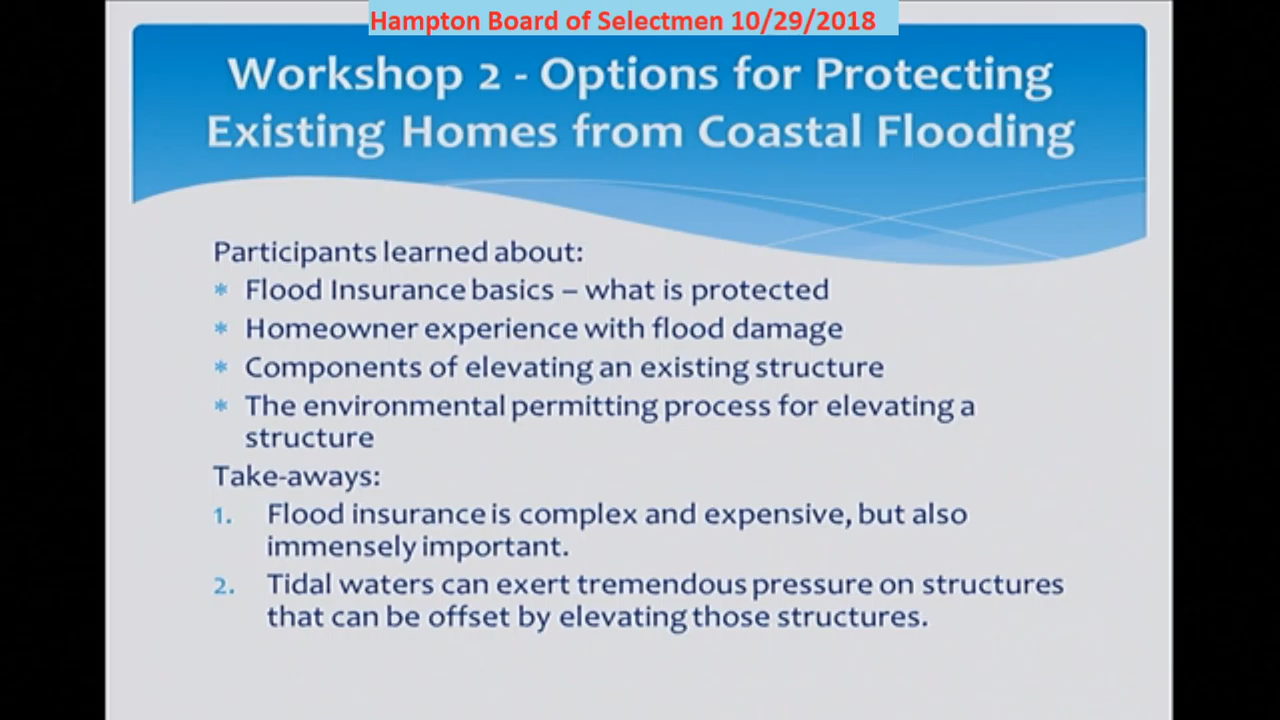 Hampton Board of Selectmen 10/29/2018
Workshop 2 - Options for Protecting
Existing Homes from Coastal Flooding
Participants learned about:
* Flood Insurance basics – what is protected
* Homeowner experience with flood damage
* Components of elevating an existing structure
* The environmental permitting process for elevating a
structure
Take-aways:
1. Flood insurance is complex and expensive, but also
immensely important.
2. Tidal waters can exert tremendous pressure on structures
that can be offset by elevating those structures.